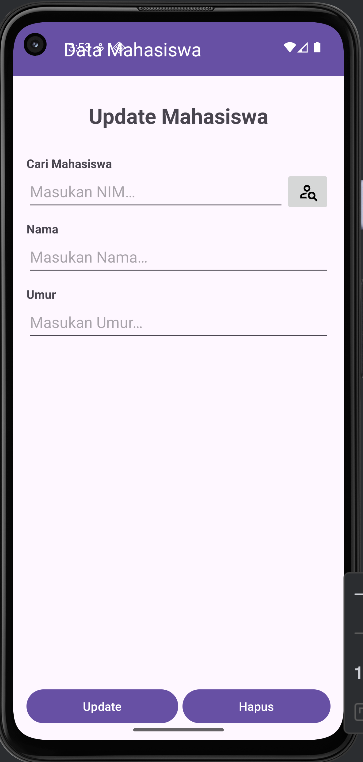 Data Mahasiswa
Update Mahasiswa
Cari Mahasiswa
Masukan NIM...
Nama
Masukan Nama...
Umur
Masukan Umur...
Update
Hapus